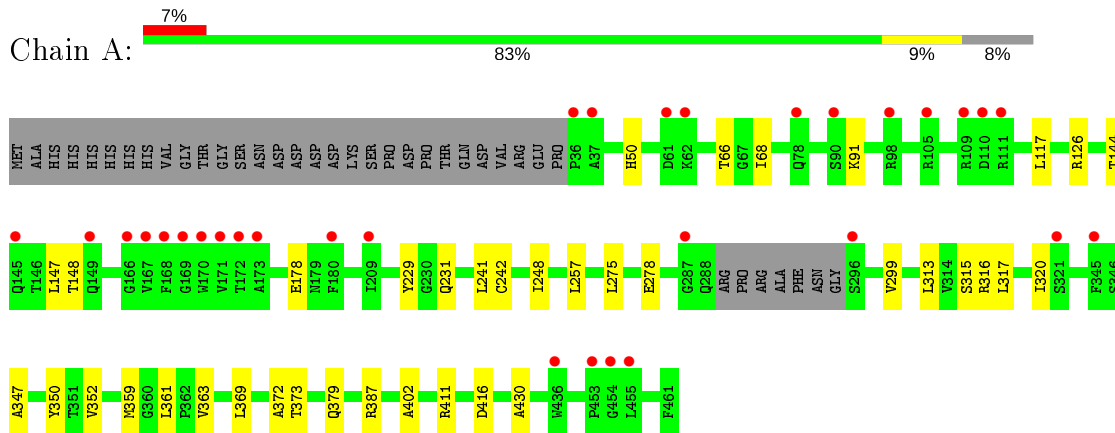 7%
Chain A:
83% 9% 8%
MET ALA HIS HIS HIS HIS HIS HIS VAL GLY THR GLY SER ASN ASP ASP ASP ASP LYS SER PRO ASP PRO THR GLN ASP VAL ARG GLU PRO P36 A37 H50 D61 K62 T66 G67 I68 Q78 S90 K91 R98 R105 R109 D110 R111 L117 R126 T144
Q145 T146 L147 T148 Q149 G166 V167 F168 G169 W170 V171 T172 A173 E178 N179 F180 I209 Y229 G230 Q231 L241 C242 I248 L257 L275 E278 G287 Q288 ARG PRO ARG ALA PHE ASN GLY S296 V299 L313 V314 S315 R316 L317 I320 S321 F345 S346
A347 Y350 T351 V352 M359 G360 L361 P362 V363 L369 A372 T373 Q379 R387 A402 R411 D416 A430 W436 P453 G454 L455 F461